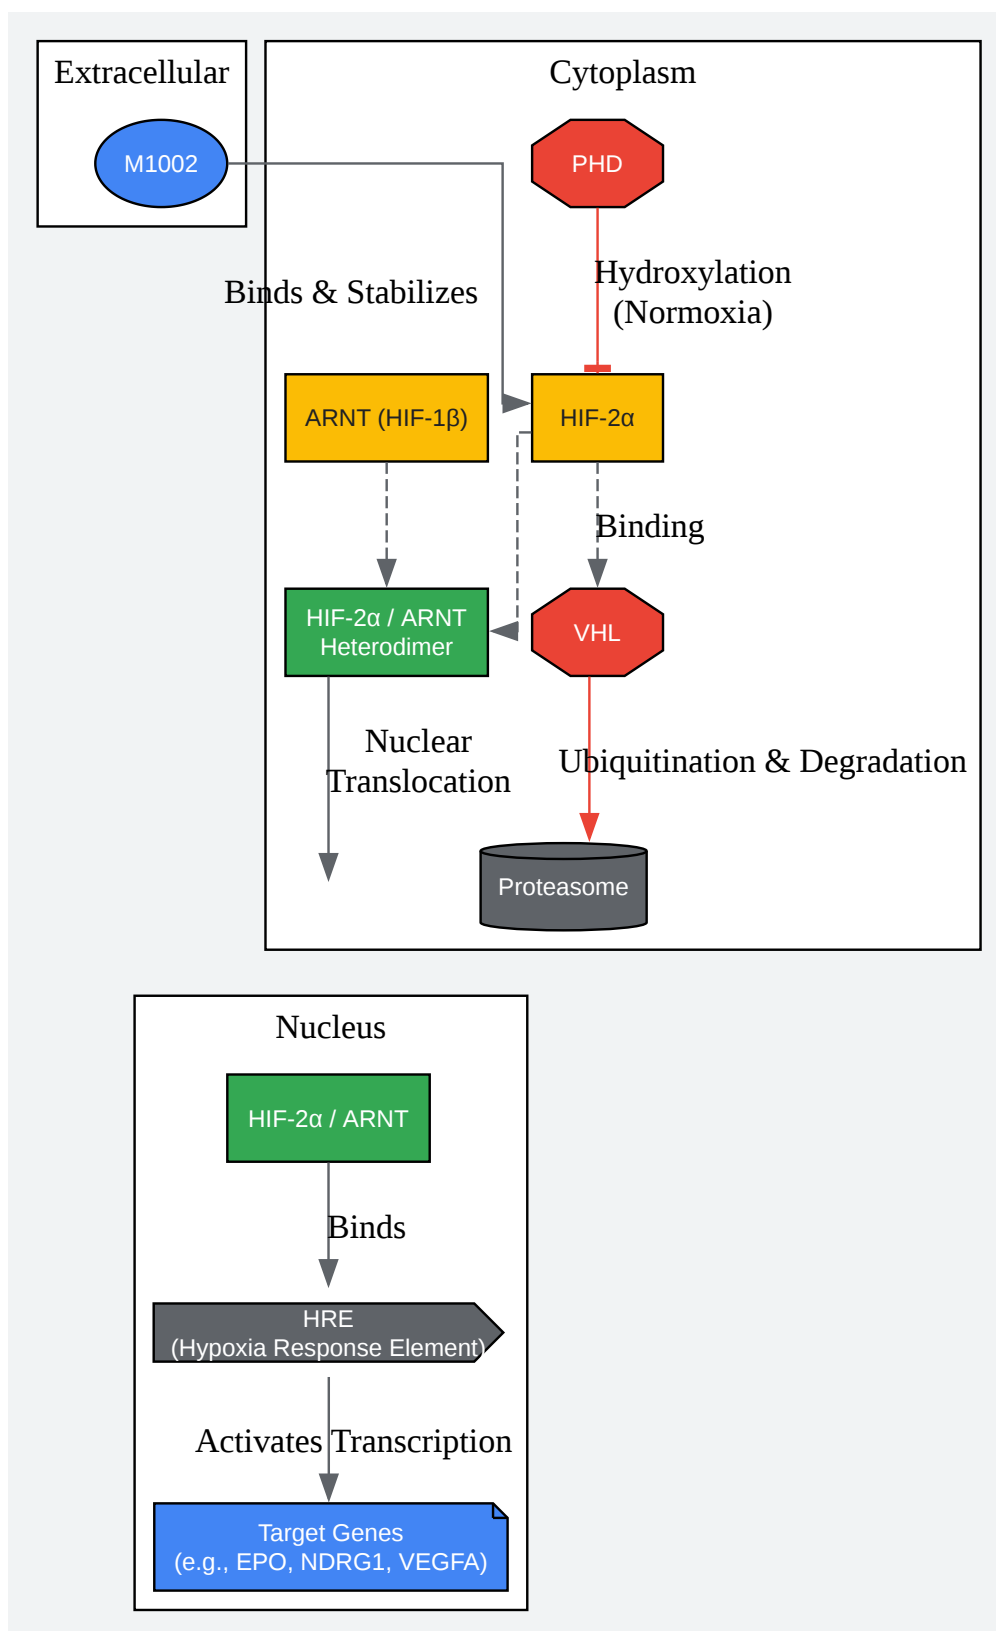 Extracellular
Cytoplasm
M1002
PHD
Binds & Stabilizes
Hydroxylation
(Normoxia)
ARNT (HIF-1β)
HIF-2α
Binding
HIF-2α / ARNT
Heterodimer
VHL
Nuclear
Translocation
Ubiquitination & Degradation
Proteasome
Nucleus
HIF-2α / ARNT
Binds
HRE
(Hypoxia Response Element)
Activates Transcription
Target Genes
(e.g., EPO, NDRG1, VEGFA)